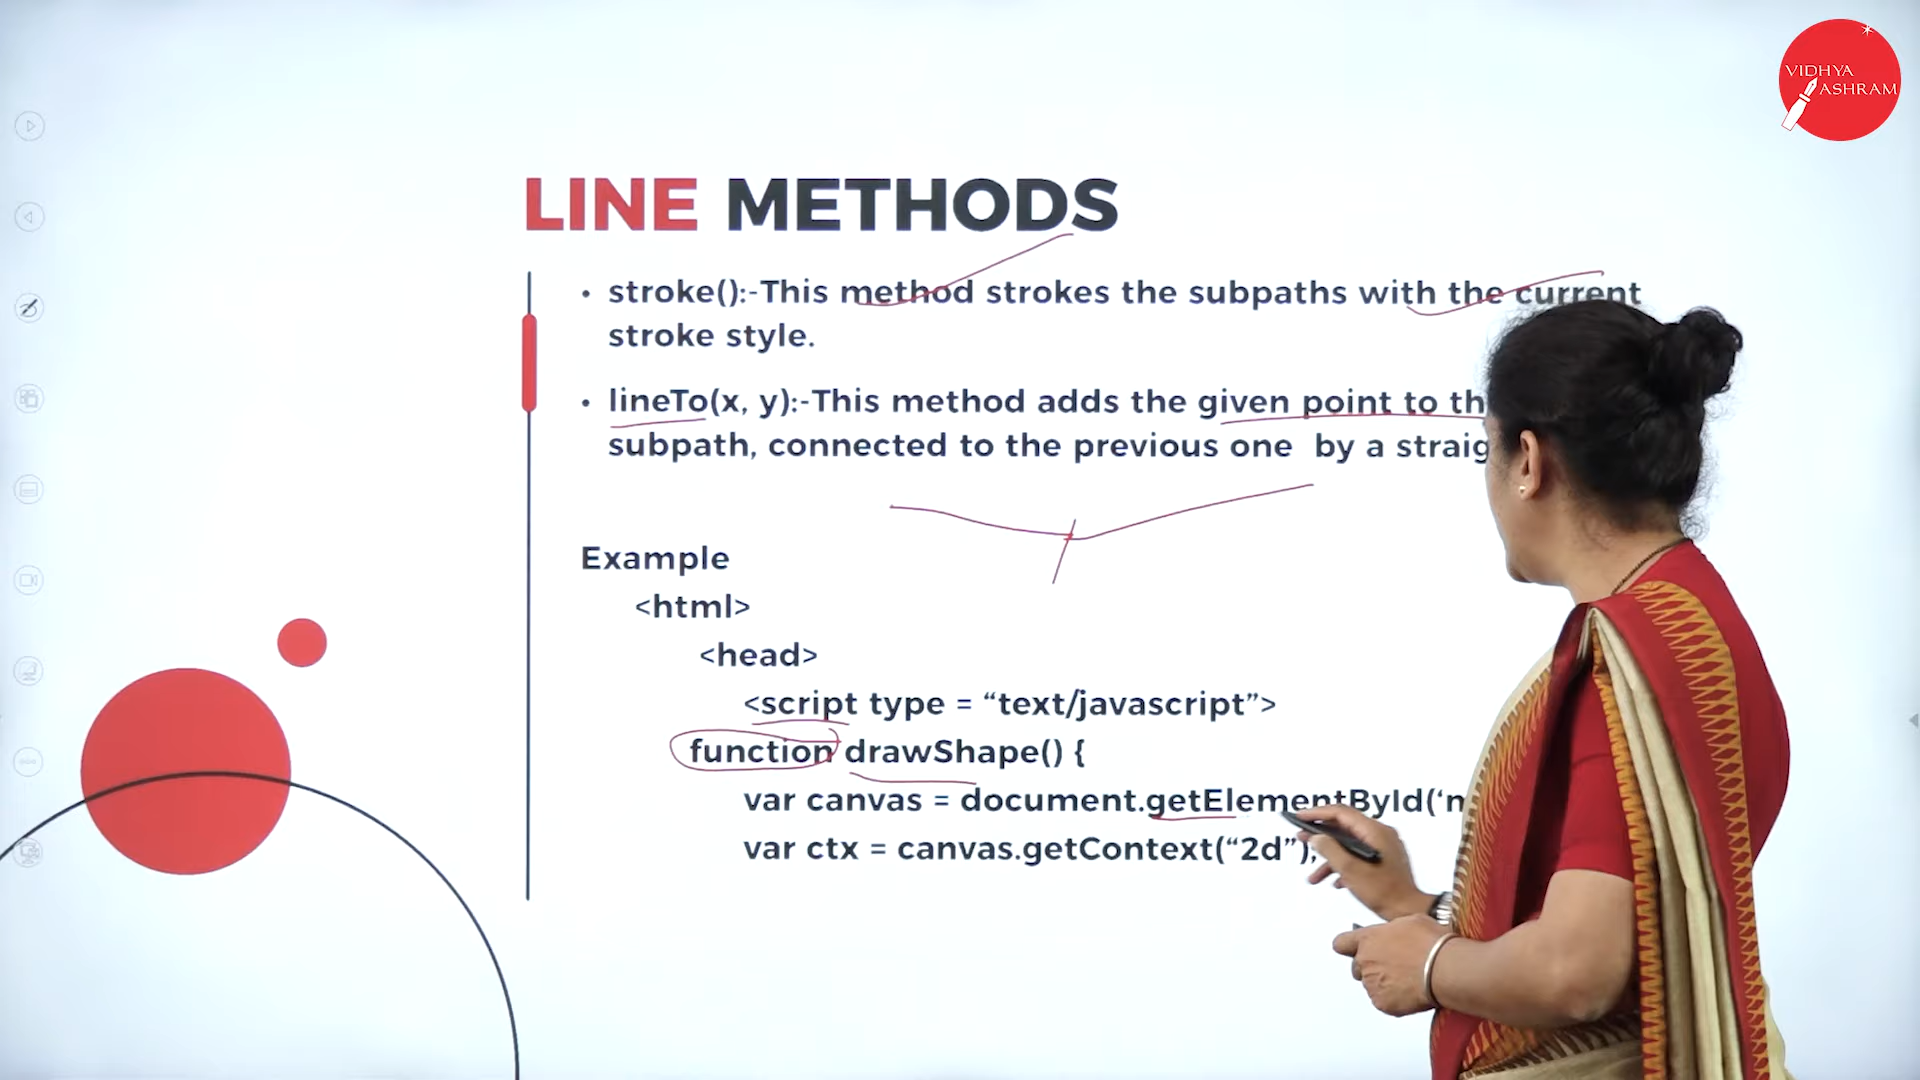 VIDHYA
ASHRAM
LINE METHODS
• stroke():-This method strokes the subpaths with the current
stroke style.
• lineTo(x, y):-This method adds the given point to
subpath, connected to the previous one by a
Example
<html>
<head>
<script type = “text/javascript”>
function drawShape() {
var canvas = document.getElementById(‘
var ctx = canvas.getContext(“2d”);